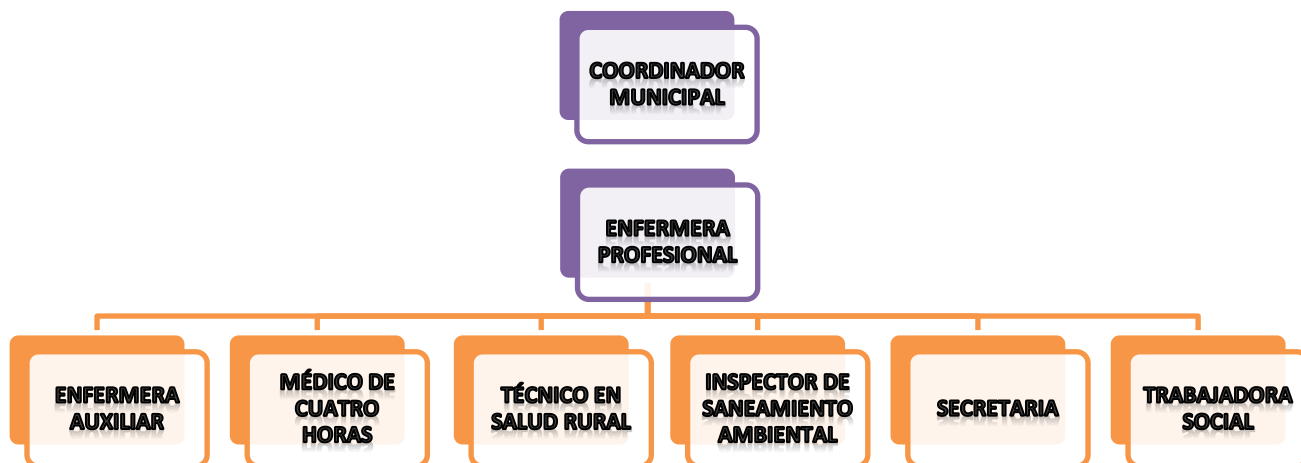 COORDINADOR
MUNICIPAL
ENFERMERA
PROFESIONAL
ENFERMERA
AUXILIAR
MÉDICO DE
CUATRO
HORAS
TÉCNICO EN
SALUD RURAL
INSPECTOR DE
SANEAMIENTO
AMBIENTAL
SECRETARIA
TRABAJADORA
SOCIAL